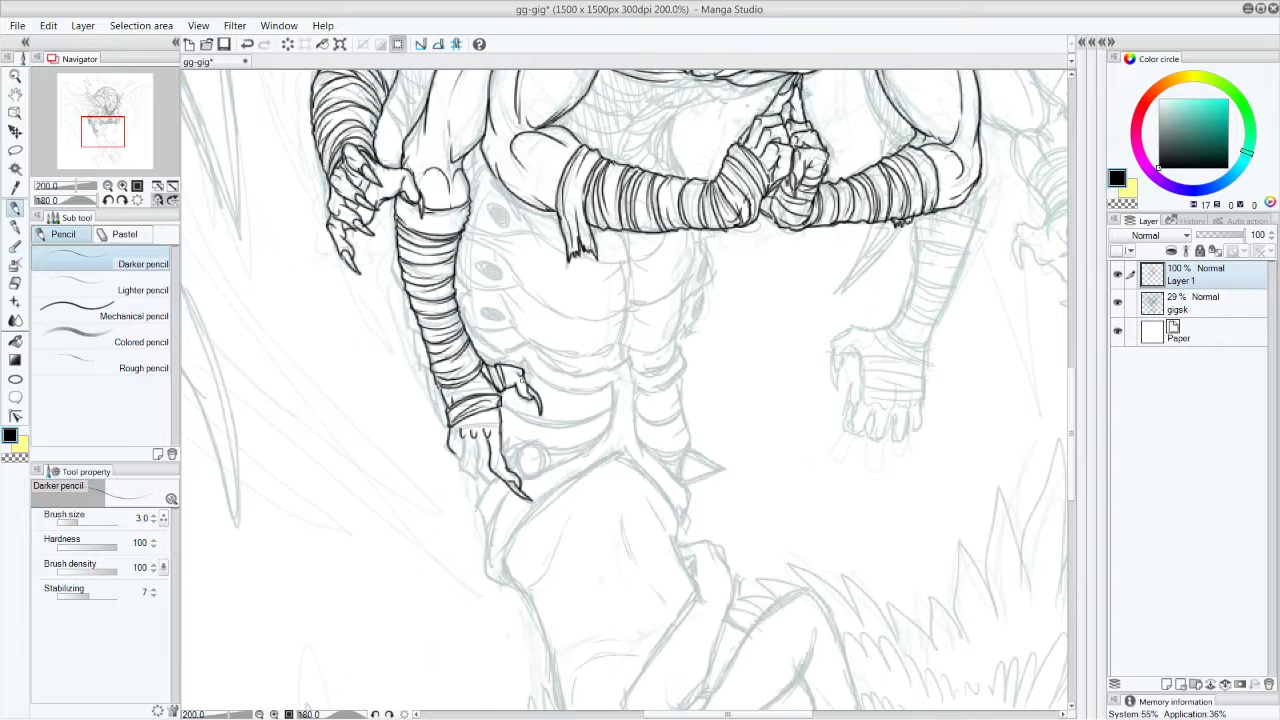 gg-gig* (1500 x 1500px 300dpi 200.0%) - Manga Studio
File Edit Layer Selection area View Filter Window Help
Navigator
gg-gig*
200.0
180.0
Sub tool
Pencil Pastel
Darker pencil
Lighter pencil
Mechanical pencil
Colored pencil
Rough pencil
Tool property
Darker pencil
Brush size 3.0
Hardness 100
Brush density 100
Stabilizing 7
200.0 180.0
Color circle
H 17 S 0 V 0
Layer History Auto action
Normal 100
100 % Normal
Layer 1
29 % Normal
gigsk
Paper
Memory information
System:55% Application:36%